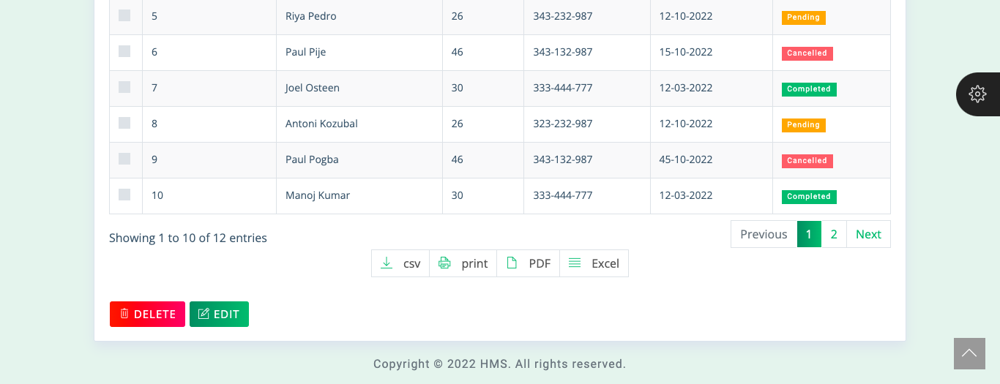 5 Riya Pedro 26 343-232-987 12-10-2022 Pending
6 Paul Pije 46 343-132-987 15-10-2022 Cancelled
7 Joel Osteen 30 333-444-777 12-03-2022 Completed
8 Antoni Kozubal 26 323-232-987 12-10-2022 Pending
9 Paul Pogba 46 343-132-987 45-10-2022 Cancelled
10 Manoj Kumar 30 333-444-777 12-03-2022 Completed
Showing 1 to 10 of 12 entries Previous 1 2 Next
csv print PDF Excel
DELETE EDIT
Copyright © 2022 HMS. All rights reserved.